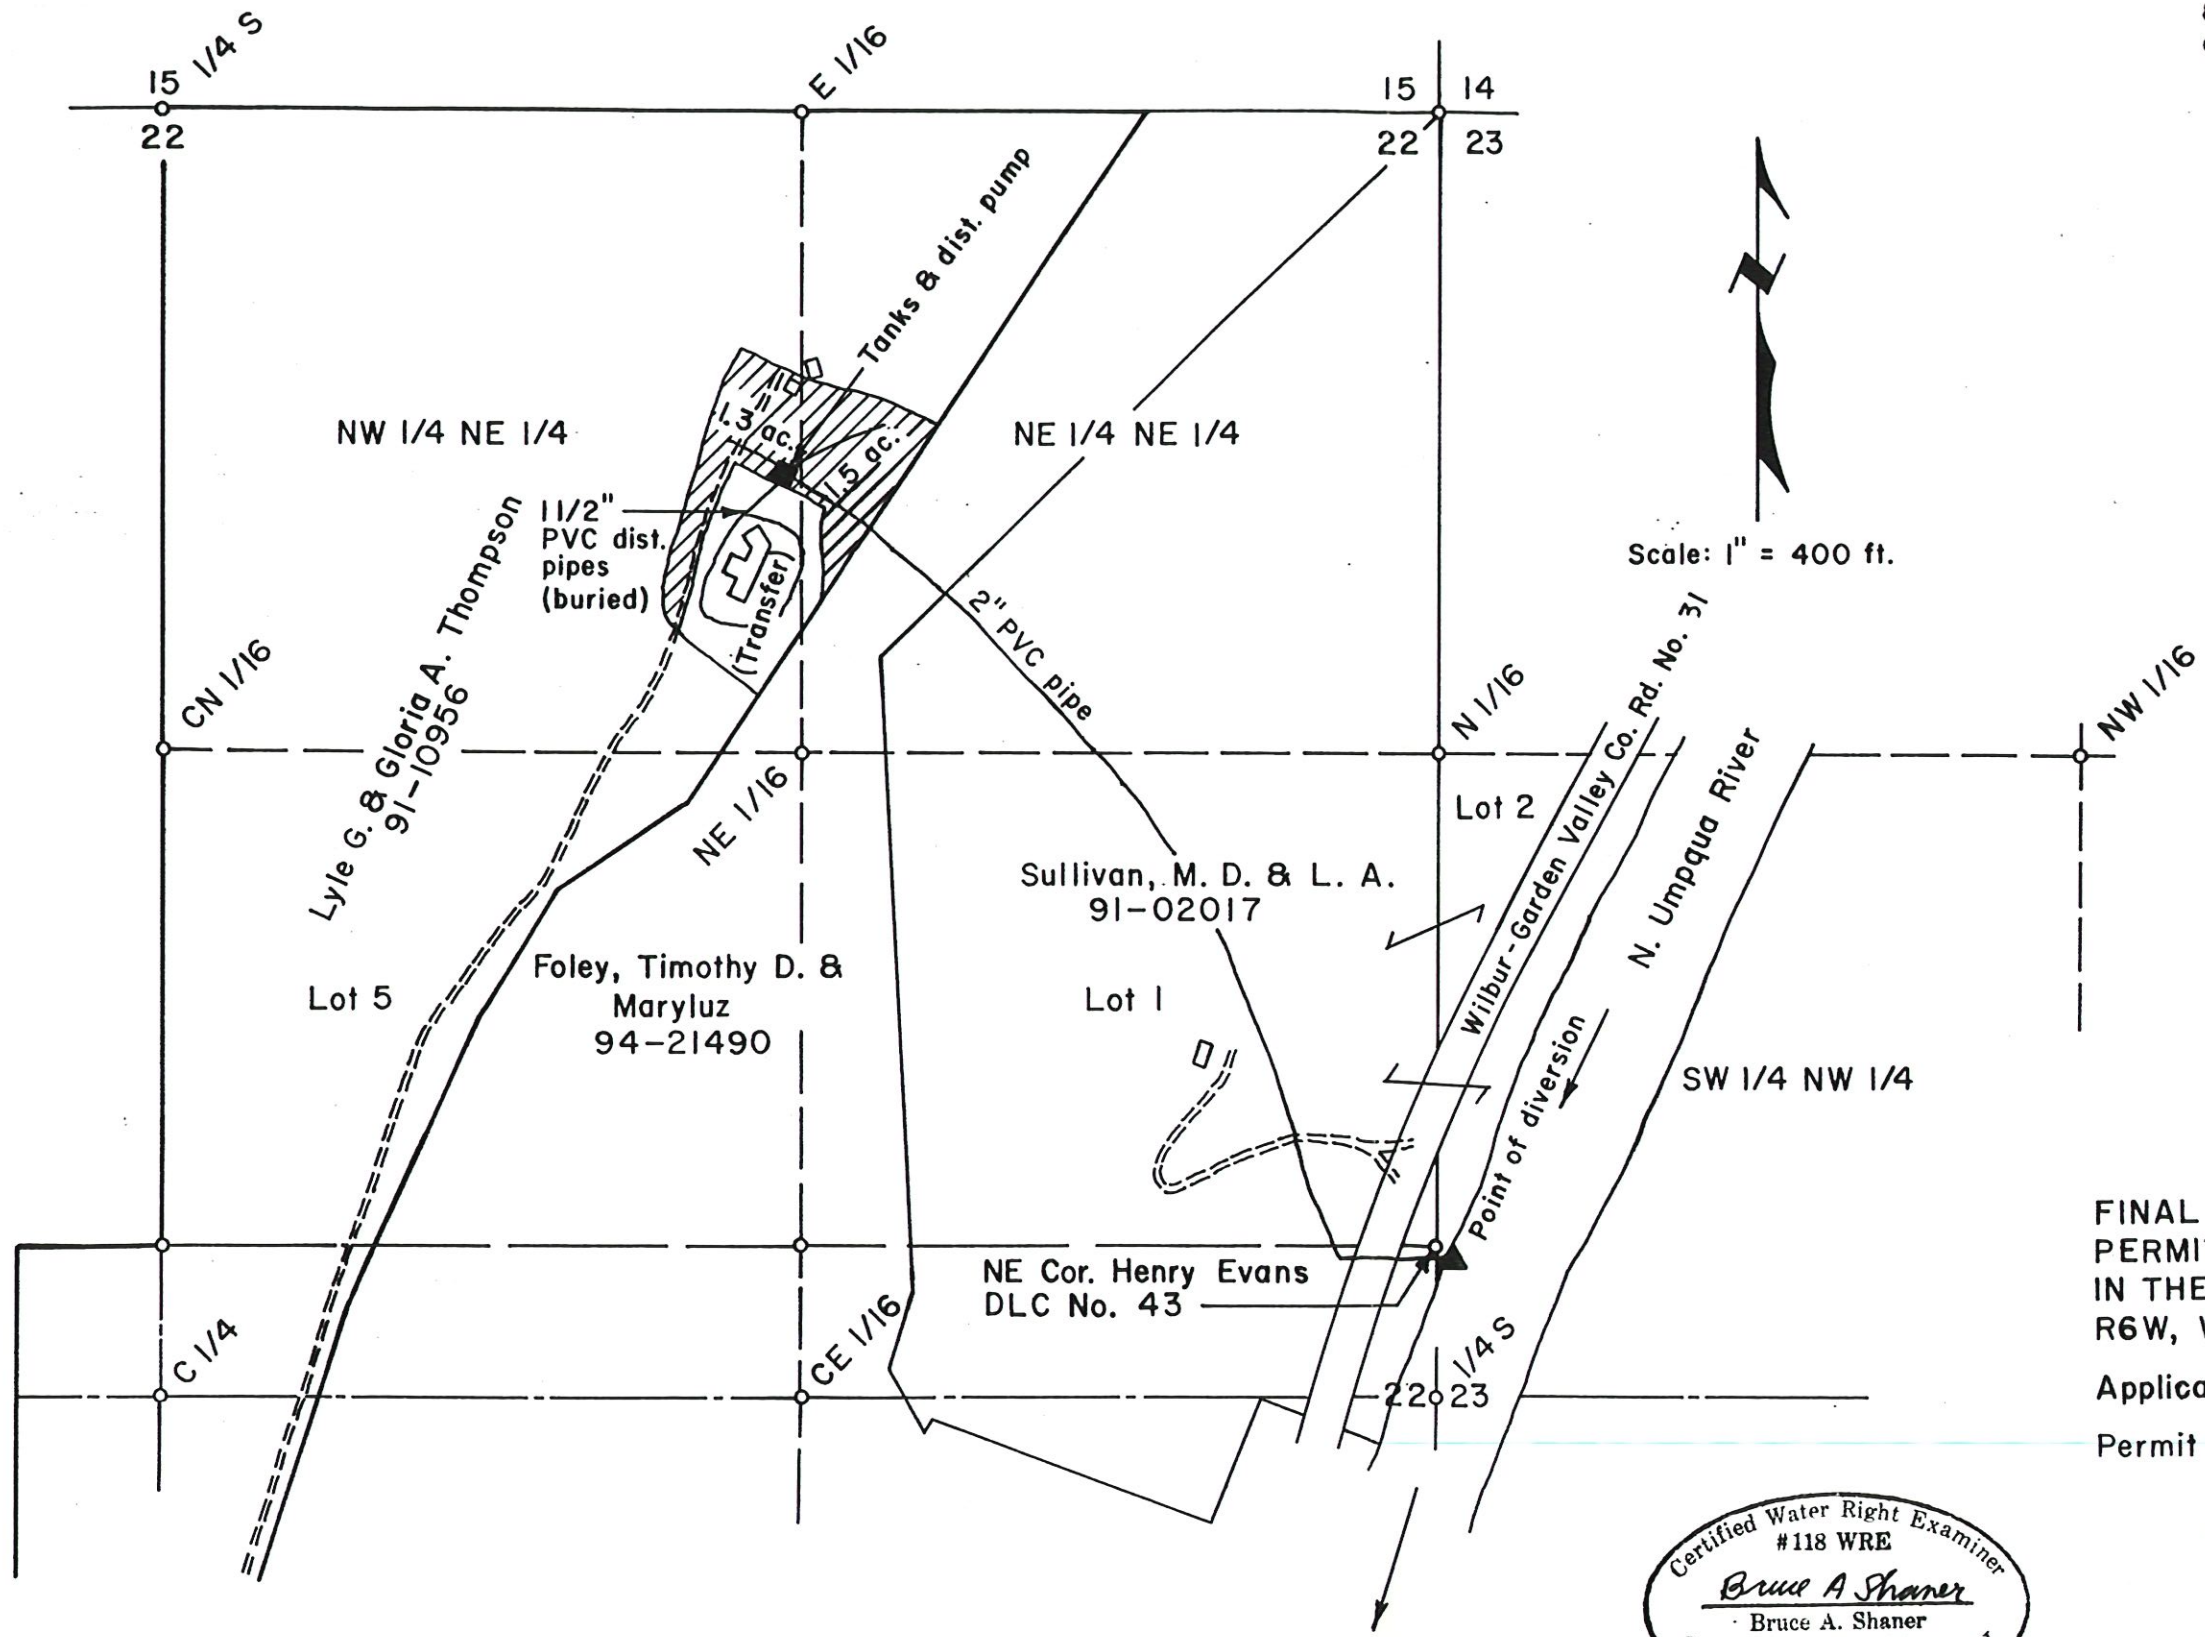 15 1/4 S
E 1/16
15 14
22
22 23
Tanks & dist. pump
NW 1/4 NE 1/4
1.3 ac.
1.5 ac.
NE 1/4 NE 1/4
1 1/2"
PVC dist.
pipes
(buried)
(Transfer)
2" PVC pipe
Scale: 1" = 400 ft.
Lyle G. & Gloria A. Thompson
91-10956
CN 1/16
NE 1/16
N 1/16
NW 1/16
Lot 2
Wilbur-Garden Valley Co. Rd. No. 31
N. Umpqua River
Sullivan, M. D. & L. A.
91-02017
Foley, Timothy D. &
Maryluz
94-21490
Lot 5
Lot 1
Point of diversion
SW 1/4 NW 1/4
NE Cor. Henry Evans
DLC No. 43
C 1/4
CE 1/16
1/4 S
22 23
FINAL
PERMI
IN THE
R6W,
Applica
Permit
Certified Water Right Examiner
#118 WRE
Bruce A Shaner
Bruce A. Shaner